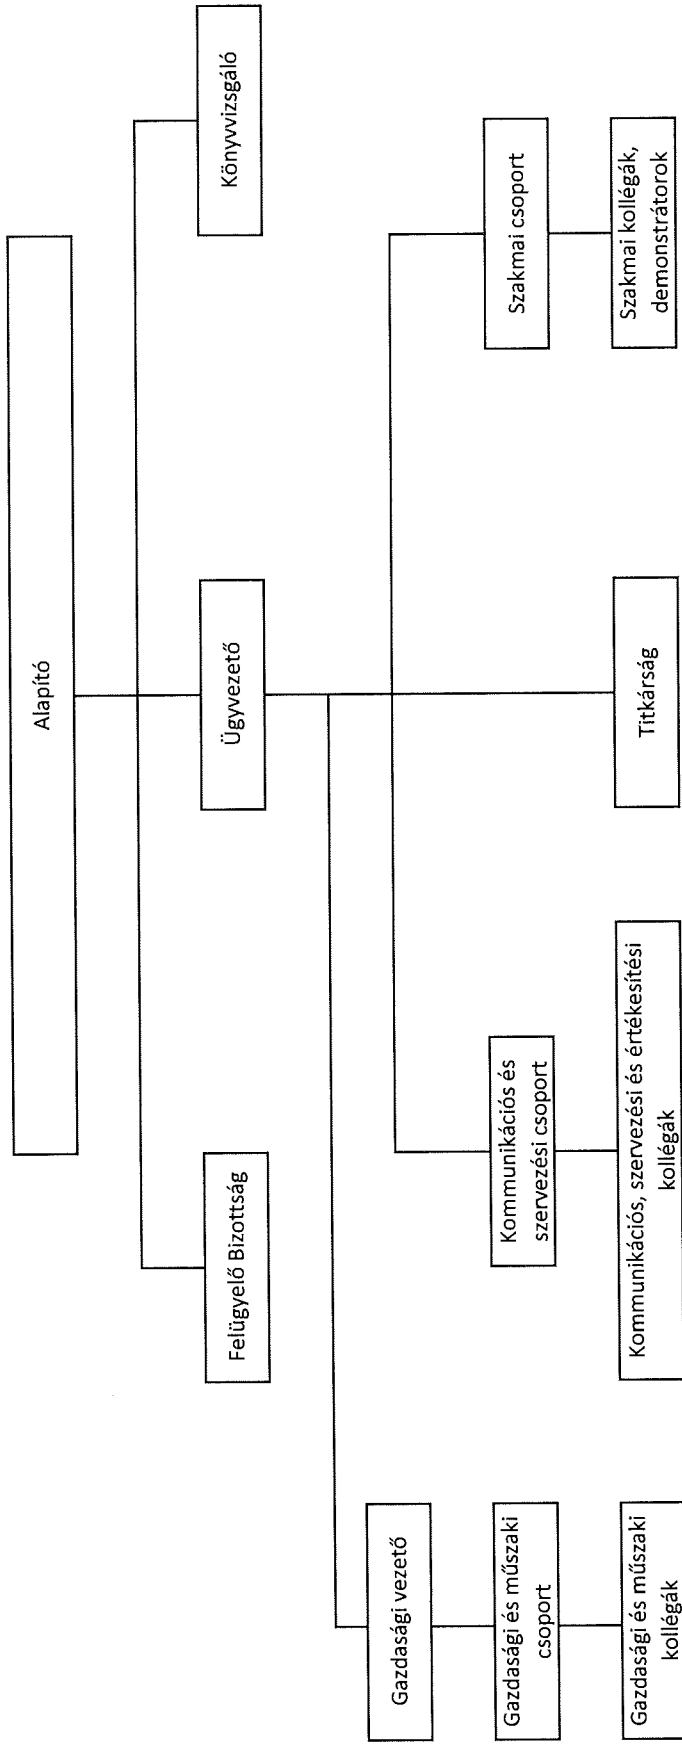 Alapító
Felügyelő Bizottság
Ügyvezető
Könyvvizsgáló
Gazdasági vezető
Gazdasági és műszaki
csoport
Kommunikációs és
szervezési csoport
Szakmai csoport
Gazdasági és műszaki
kollégák
Kommunikációs, szervezési és értékesítési
kollégák
Titkárság
Szakmai kollégák,
demonstrátorok